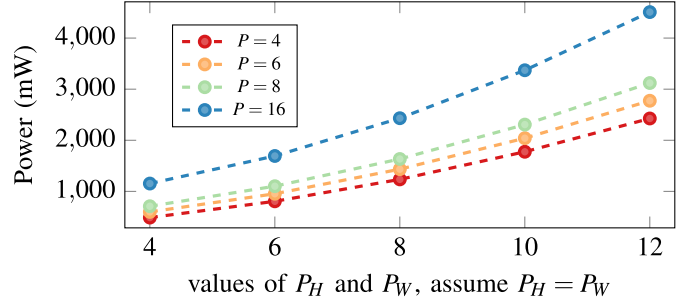 4,000
3,000
2,000
1,000
Power (mW)
P = 4
P = 6
P = 8
P = 16
4 6 8 10 12
values of P_H and P_W, assume P_H = P_W